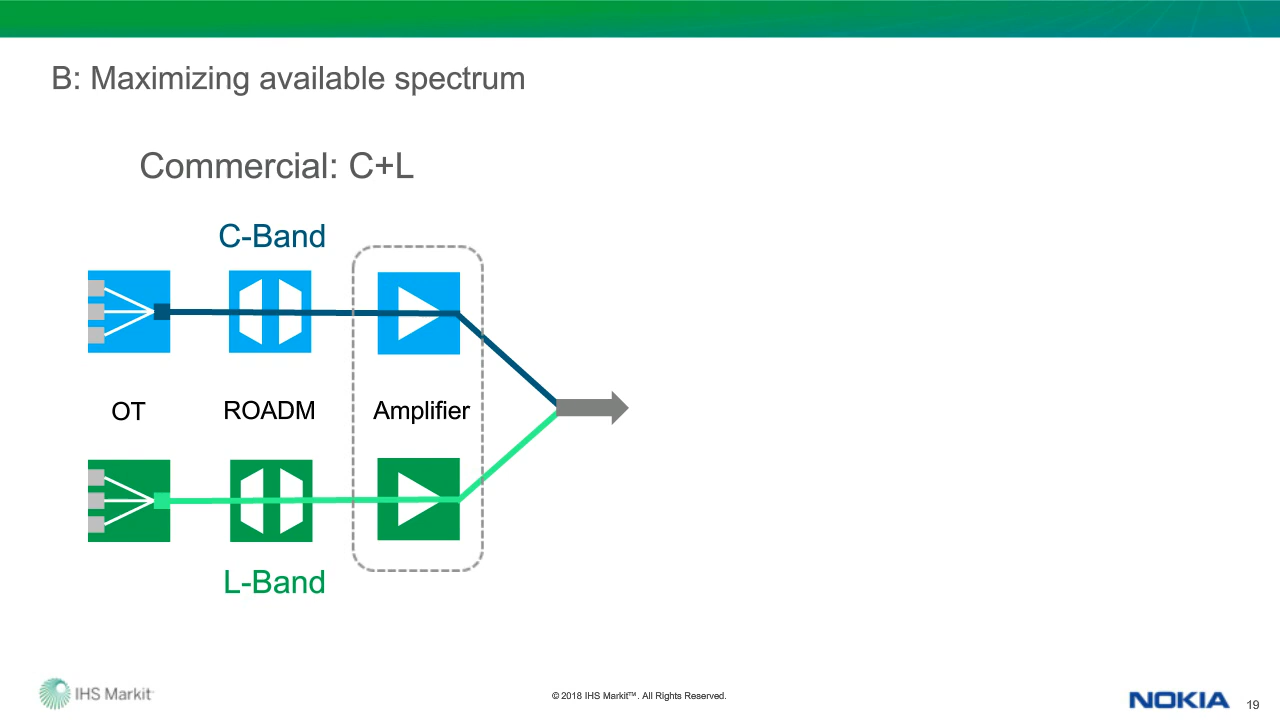 B: Maximizing available spectrum
Commercial: C+L
C-Band
OT
ROADM
Amplifier
L-Band
IHS Markit
© 2018 IHS Markit™. All Rights Reserved.
NOKIA
19